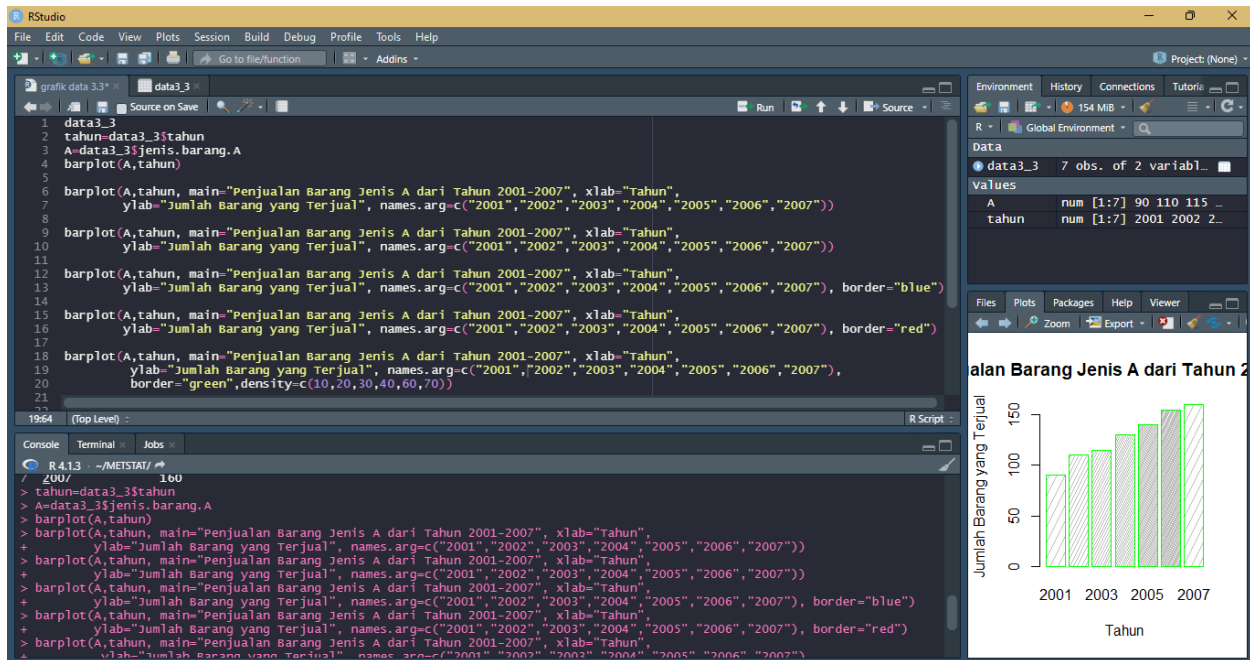 RStudio
File Edit Code View Plots Session Build Debug Profile Tools Help
Go to file/function Addins Project: (None)
grafik data 3.3* data3_3
Source on Save Run Source
1 data3_3
2 tahun=data3_3$tahun
3 A=data3_3$jenis.barang.A
4 barplot(A,tahun)
5
6 barplot(A,tahun, main="Penjualan Barang Jenis A dari Tahun 2001-2007", xlab="Tahun",
7 ylab="Jumlah Barang yang Terjual", names.arg=c("2001","2002","2003","2004","2005","2006","2007"))
8
9 barplot(A,tahun, main="Penjualan Barang Jenis A dari Tahun 2001-2007", xlab="Tahun",
10 ylab="Jumlah Barang yang Terjual", names.arg=c("2001","2002","2003","2004","2005","2006","2007"))
11
12 barplot(A,tahun, main="Penjualan Barang Jenis A dari Tahun 2001-2007", xlab="Tahun",
13 ylab="Jumlah Barang yang Terjual", names.arg=c("2001","2002","2003","2004","2005","2006","2007"), border="blue")
14
15 barplot(A,tahun, main="Penjualan Barang Jenis A dari Tahun 2001-2007", xlab="Tahun",
16 ylab="Jumlah Barang yang Terjual", names.arg=c("2001","2002","2003","2004","2005","2006","2007"), border="red")
17
18 barplot(A,tahun, main="Penjualan Barang Jenis A dari Tahun 2001-2007", xlab="Tahun",
19 ylab="Jumlah Barang yang Terjual", names.arg=c("2001","2002","2003","2004","2005","2006","2007"),
20 border="green",density=c(10,20,30,40,60,70))
21
22
19:64 (Top Level) R Script
Console Terminal Jobs
R 4.1.3 · ~/METSTAT/
7 2007 160
> tahun=data3_3$tahun
> A=data3_3$jenis.barang.A
> barplot(A,tahun)
> barplot(A,tahun, main="Penjualan Barang Jenis A dari Tahun 2001-2007", xlab="Tahun",
+ ylab="Jumlah Barang yang Terjual", names.arg=c("2001","2002","2003","2004","2005","2006","2007"))
> barplot(A,tahun, main="Penjualan Barang Jenis A dari Tahun 2001-2007", xlab="Tahun",
+ ylab="Jumlah Barang yang Terjual", names.arg=c("2001","2002","2003","2004","2005","2006","2007"))
> barplot(A,tahun, main="Penjualan Barang Jenis A dari Tahun 2001-2007", xlab="Tahun",
+ ylab="Jumlah Barang yang Terjual", names.arg=c("2001","2002","2003","2004","2005","2006","2007"), border="blue")
> barplot(A,tahun, main="Penjualan Barang Jenis A dari Tahun 2001-2007", xlab="Tahun",
+ ylab="Jumlah Barang yang Terjual", names.arg=c("2001","2002","2003","2004","2005","2006","2007"), border="red")
> barplot(A,tahun, main="Penjualan Barang Jenis A dari Tahun 2001-2007", xlab="Tahun",
+ ylab="Jumlah Barang yang Terjual", names.arg=c("2001","2002","2003","2004","2005","2006","2007"),
Environment History Connections Tutoria
154 MiB
R Global Environment
Data
data3_3 7 obs. of 2 variabl…
Values
A num [1:7] 90 110 115 …
tahun num [1:7] 2001 2002 2…
Files Plots Packages Help Viewer
Zoom Export
alan Barang Jenis A dari Tahun 2
Jumlah Barang yang Terjual
150
100
50
0
2001 2003 2005 2007
Tahun